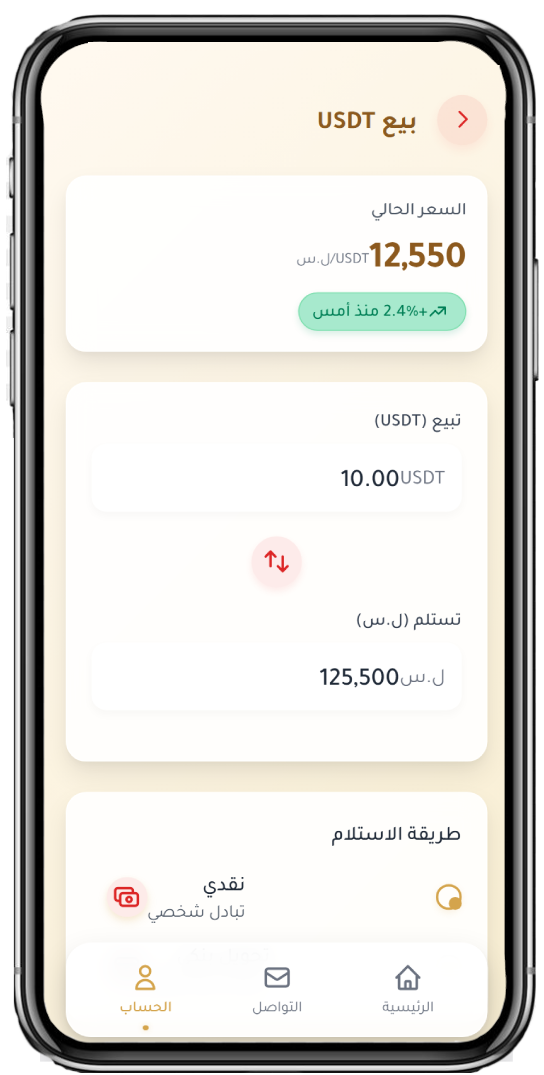 بيع USDT
السعر الحالي
12,550 USDT/ل.س
+2.4% منذ أمس
تبيع (USDT)
USDT 10.00
تستلم (ل.س)
ل.س 125,500
طريقة الاستلام
نقدي
تبادل شخصي
الرئيسية
التواصل
الحساب